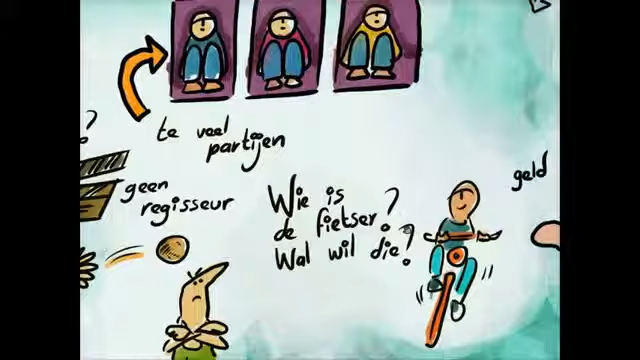 ?
te veel
partijen
geen
regisseur
Wie is
de fietser?
Wat wil die?
geld